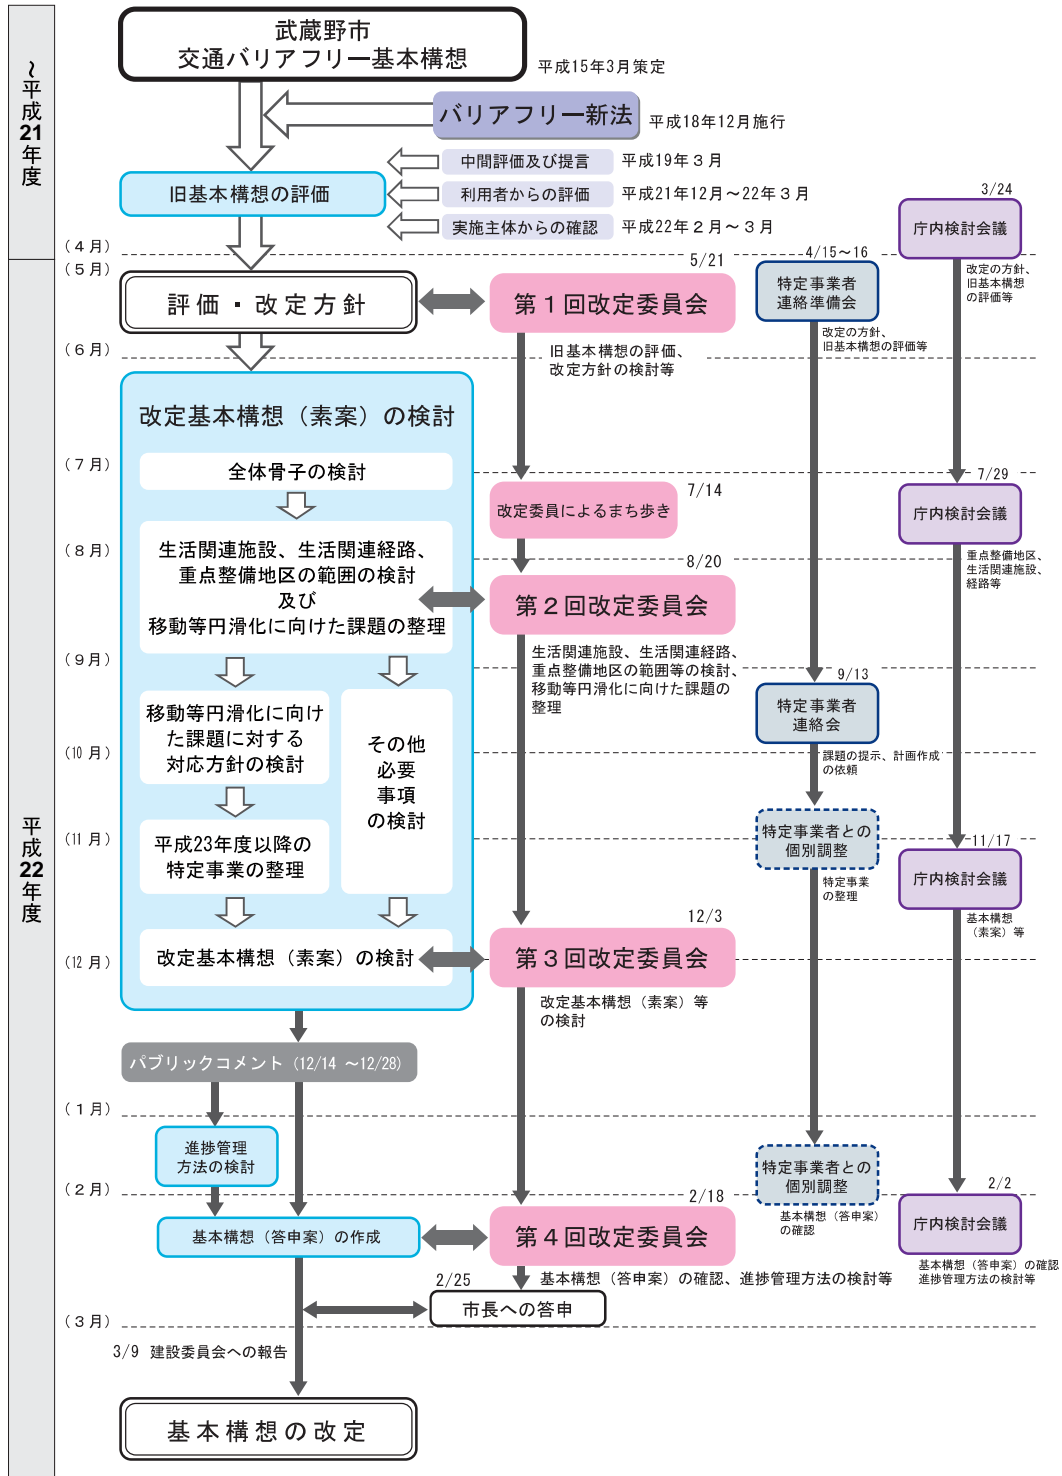 ～平成21年度
武蔵野市
交通バリアフリー基本構想
平成15年3月策定
バリアフリー新法
平成18年12月施行
中間評価及び提言
平成19年3月
利用者からの評価
平成21年12月～22年3月
実施主体からの確認
平成22年2月～3月
旧基本構想の評価
3/24
庁内検討会議
改定の方針、
旧基本構想
の評価等
(4月)
平成22年度
(5月)
評価・改定方針
5/21
第1回改定委員会
旧基本構想の評価、
改定方針の検討等
4/15～16
特定事業者
連絡準備会
改定の方針、
旧基本構想の評価等
(6月)
改定基本構想（素案）の検討
(7月)
全体骨子の検討
7/14
改定委員によるまち歩き
7/29
庁内検討会議
重点整備地区、
生活関連施設、
経路等
(8月)
生活関連施設、生活関連経路、
重点整備地区の範囲の検討
及び
移動等円滑化に向けた課題の整理
8/20
第2回改定委員会
生活関連施設、生活関連経路、
重点整備地区の範囲等の検討、
移動等円滑化に向けた課題の
整理
(9月)
9/13
特定事業者
連絡会
課題の提示、計画作成
の依頼
移動等円滑化に向け
た課題に対する
対応方針の検討
その他
必要
事項
の検討
(10月)
(11月)
平成23年度以降の
特定事業の整理
特定事業者との
個別調整
特定事業
の整理
11/17
庁内検討会議
基本構想
（素案）等
(12月)
改定基本構想（素案）の検討
12/3
第3回改定委員会
改定基本構想（素案）等
の検討
パブリックコメント（12/14 ～12/28）
(1月)
進捗管理
方法の検討
特定事業者との
個別調整
基本構想（答申案）
の確認
(2月)
2/2
庁内検討会議
基本構想（答申案）の確認
進捗管理方法の検討等
基本構想（答申案）の作成
2/18
第4回改定委員会
基本構想（答申案）の確認、進捗管理方法の検討等
2/25
市長への答申
(3月)
3/9 建設委員会への報告
基本構想の改定